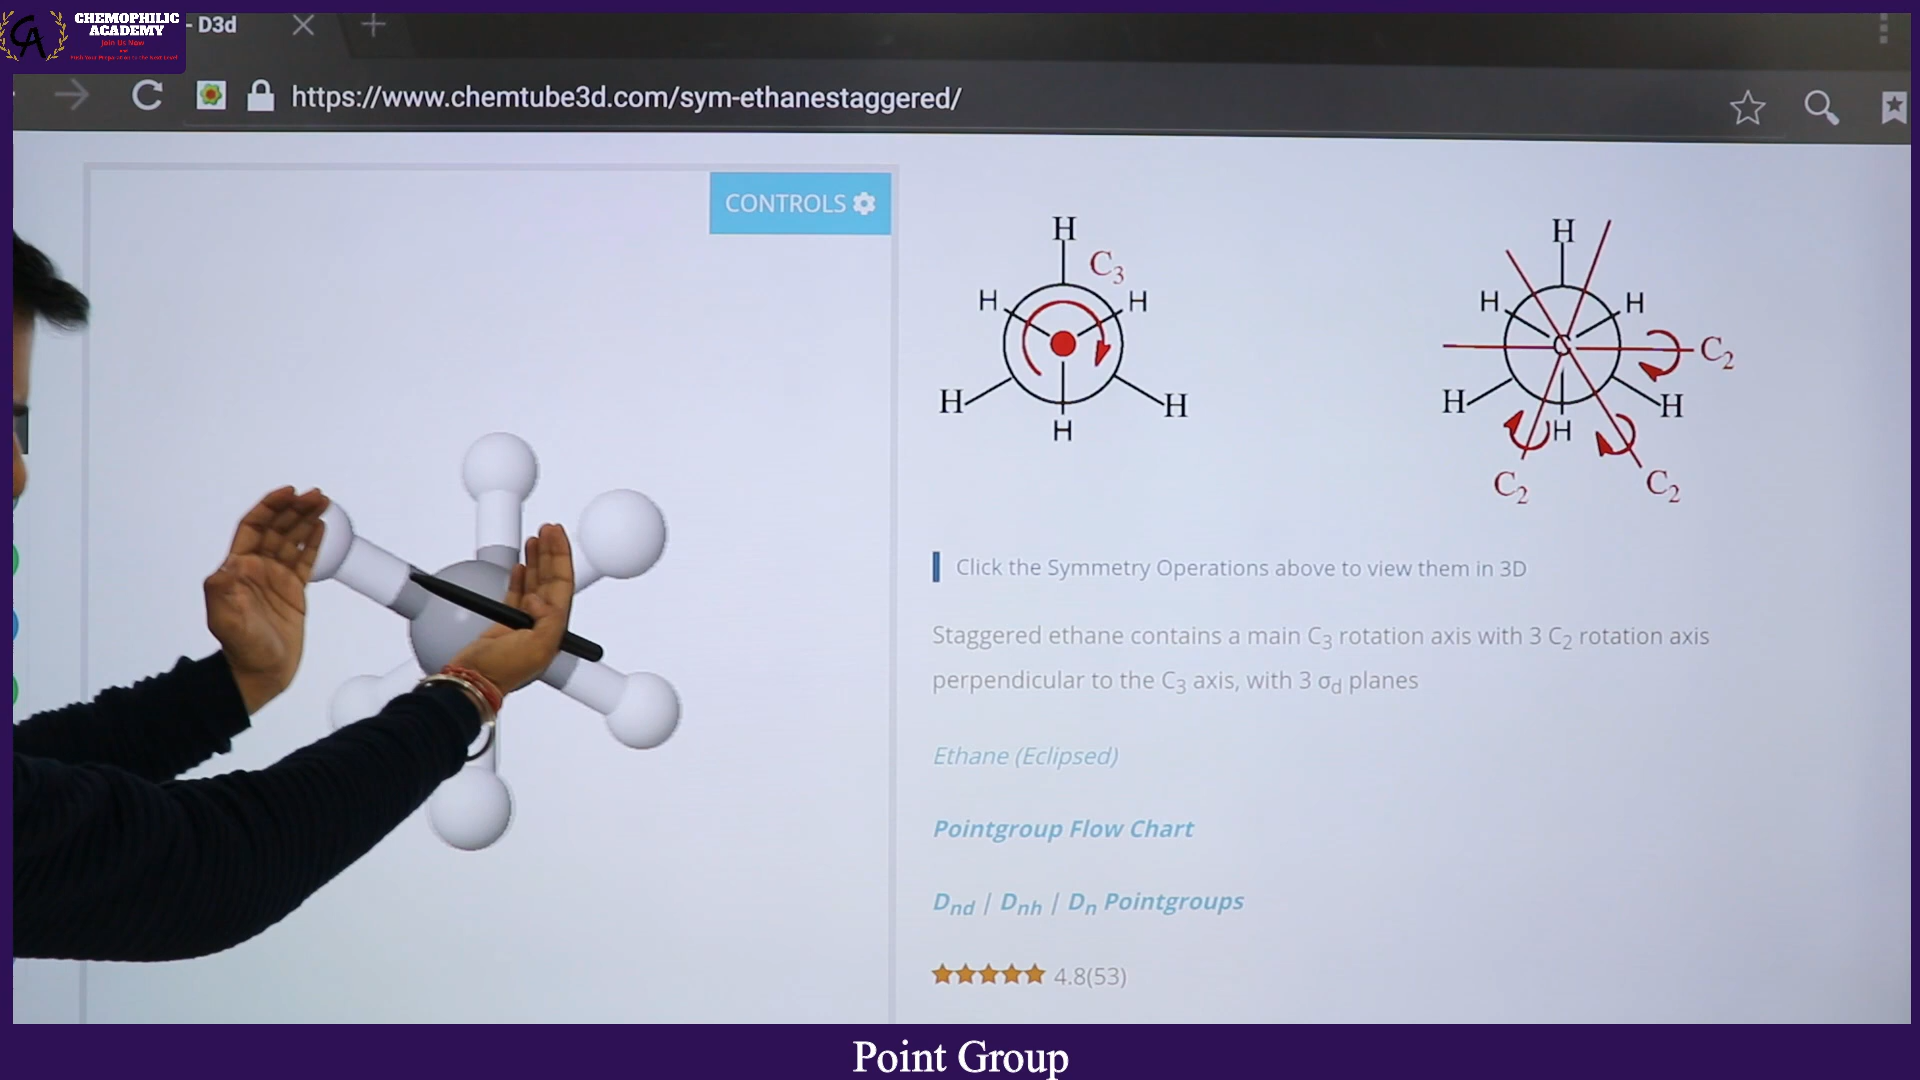 CHEMOPHILIC
ACADEMY
Join Us Now
- D3d
https://www.chemtube3d.com/sym-ethanestaggered/
CONTROLS
H
C3
H
H
H
H
H
H
H
H
C
C2
H
H
H
C2
C2
Click the Symmetry Operations above to view them in 3D
Staggered ethane contains a main C3 rotation axis with 3 C2 rotation axis
perpendicular to the C3 axis, with 3 σd planes
Ethane (Eclipsed)
Pointgroup Flow Chart
Dnd | Dnh | Dn Pointgroups
4.8(53)
Point Group